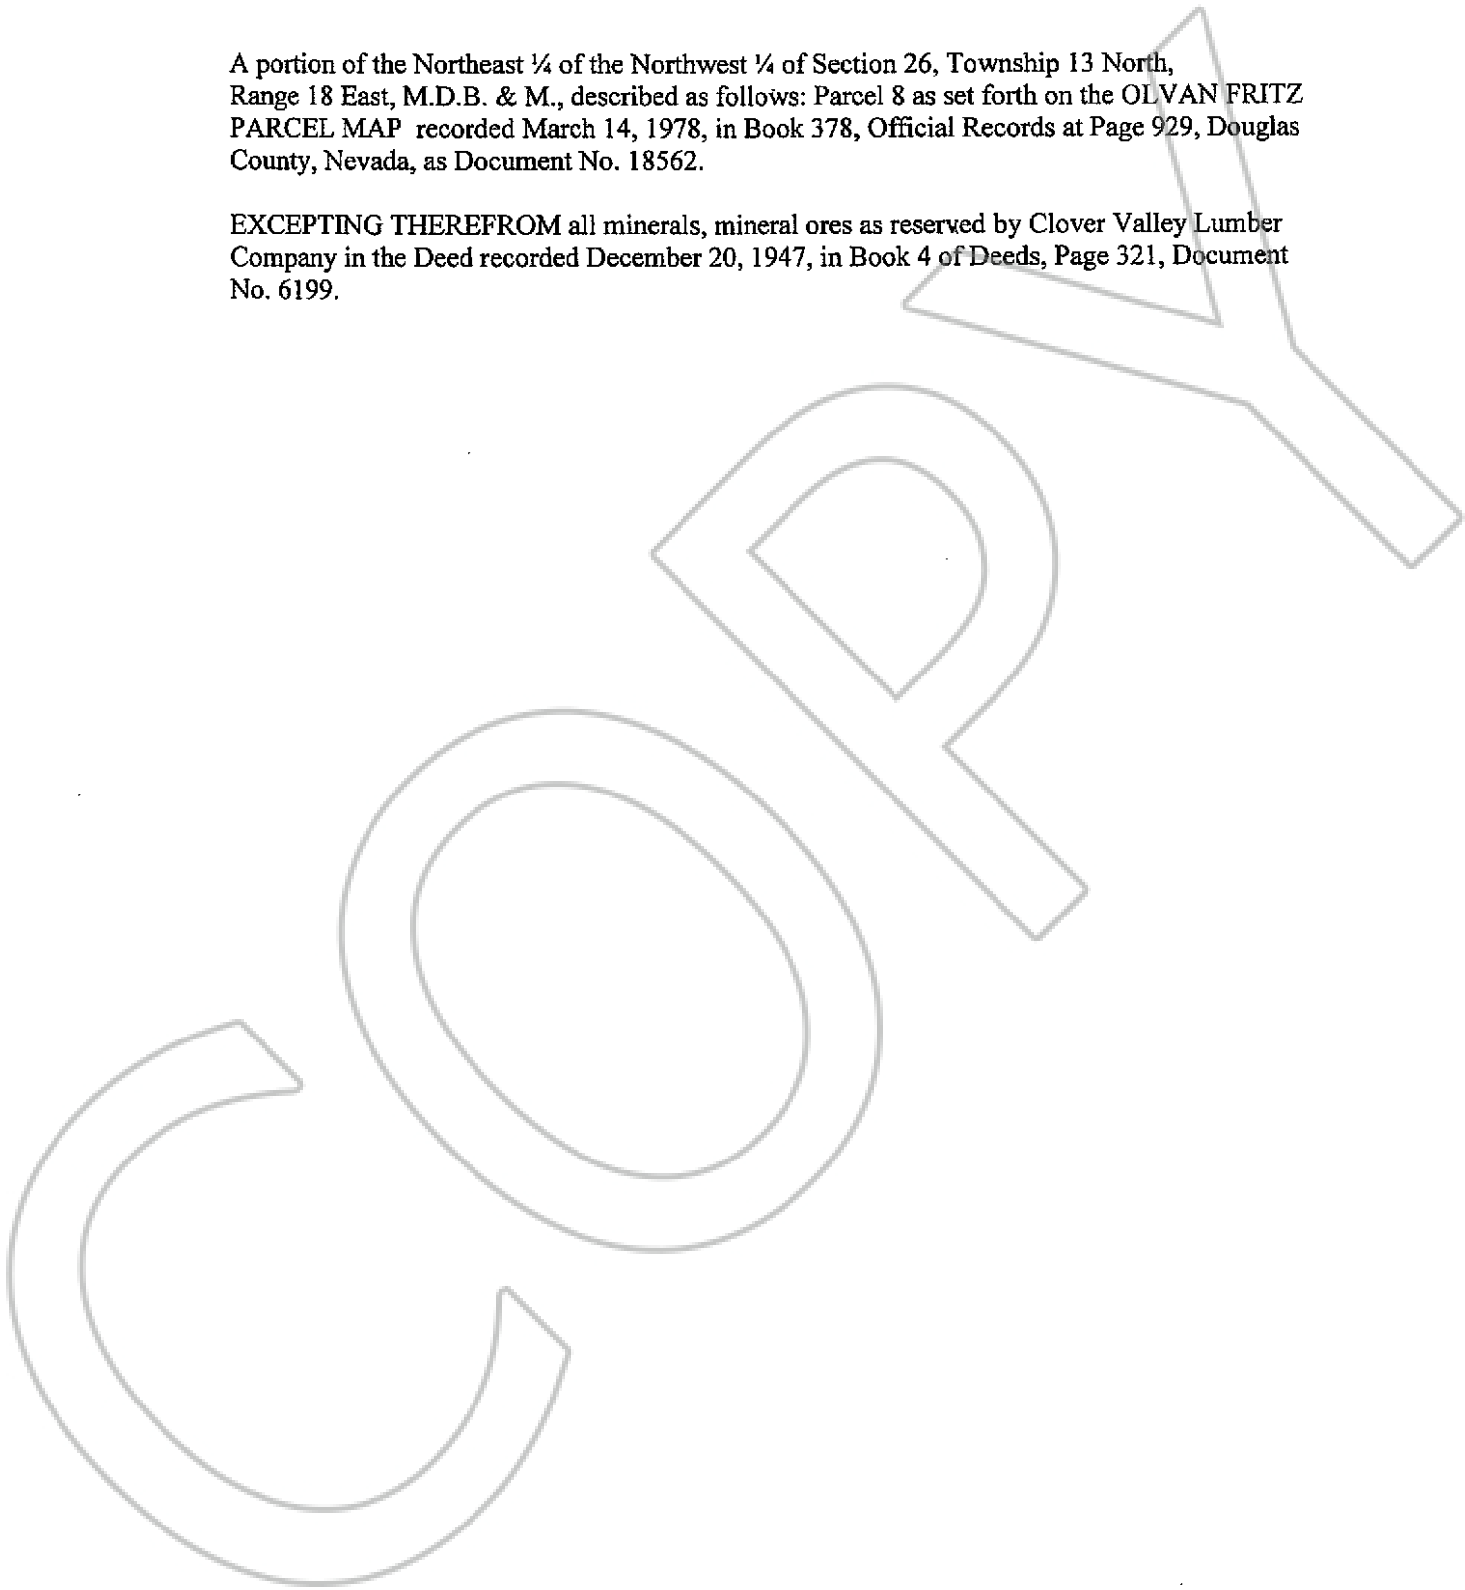 A portion of the Northeast ¼ of the Northwest ¼ of Section 26, Township 13 North,
Range 18 East, M.D.B. & M., described as follows: Parcel 8 as set forth on the OLVAN FRITZ
PARCEL MAP recorded March 14, 1978, in Book 378, Official Records at Page 929, Douglas
County, Nevada, as Document No. 18562.
EXCEPTING THEREFROM all minerals, mineral ores as reserved by Clover Valley Lumber
Company in the Deed recorded December 20, 1947, in Book 4 of Deeds, Page 321, Document
No. 6199.
COPY